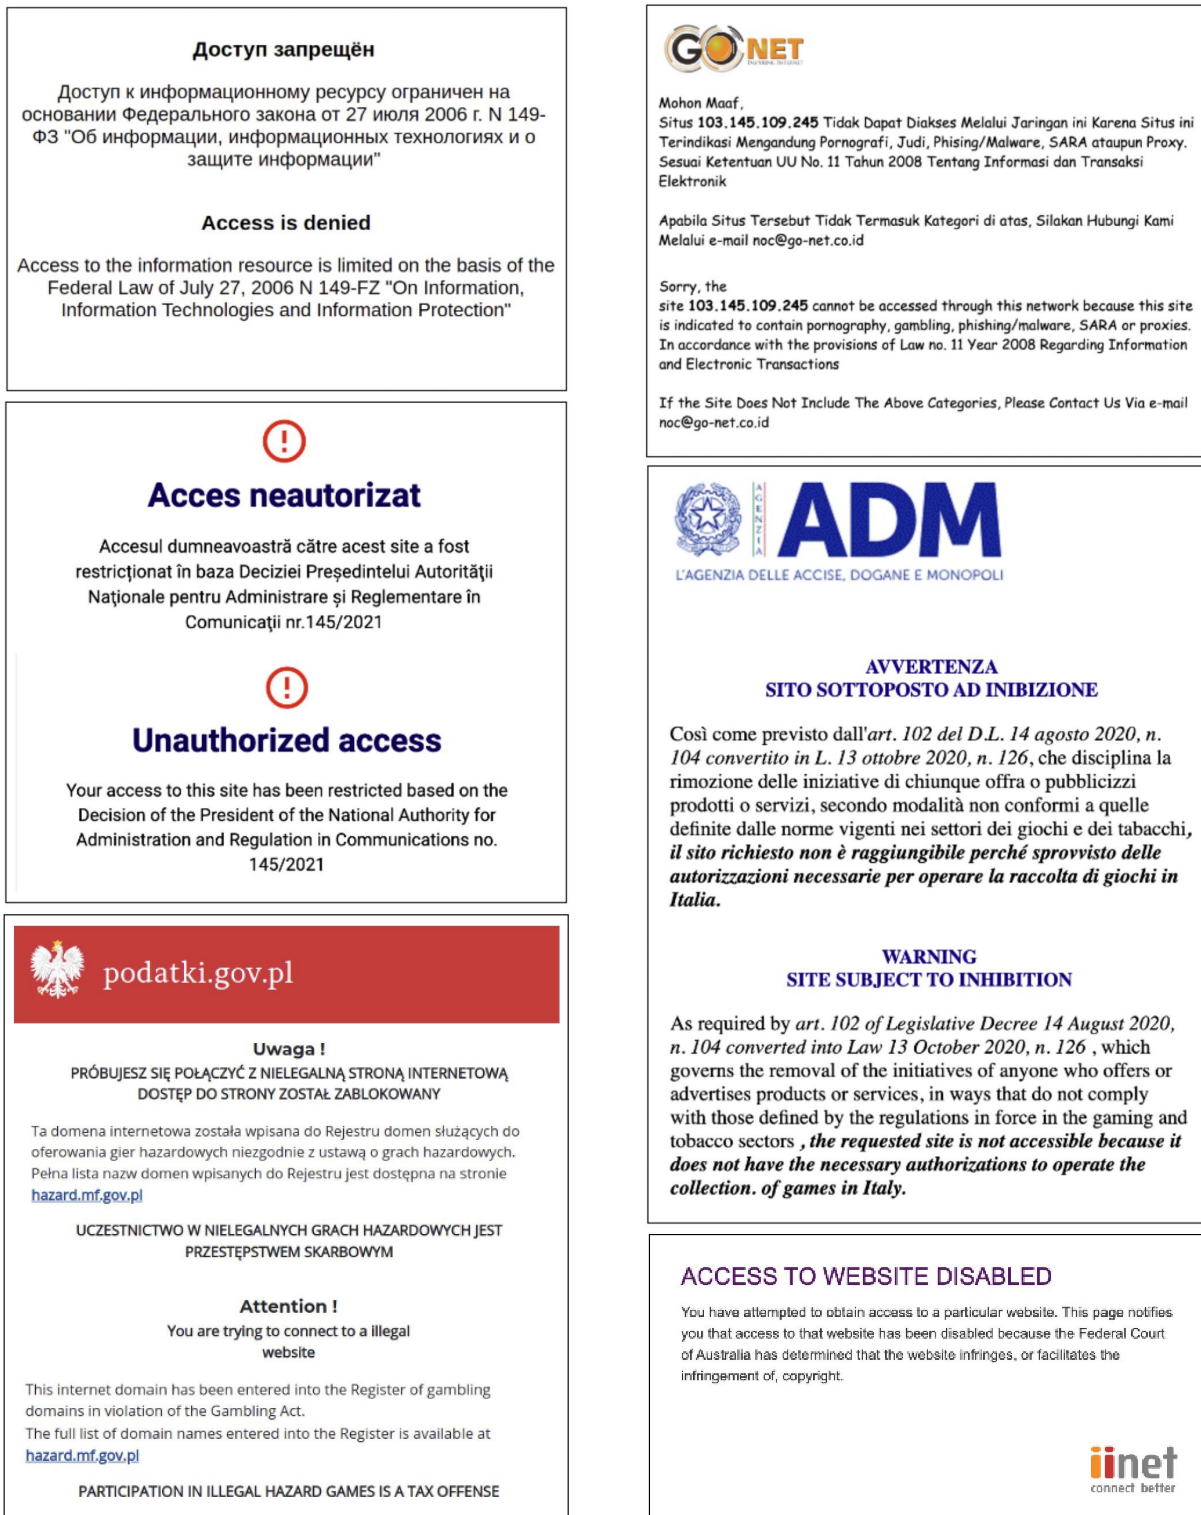 Доступ запрещён
Доступ к информационному ресурсу ограничен на
основании Федерального закона от 27 июля 2006 г. N 149-
ФЗ "Об информации, информационных технологиях и о
защите информации"
Access is denied
Access to the information resource is limited on the basis of the
Federal Law of July 27, 2006 N 149-FZ "On Information,
Information Technologies and Information Protection"
Acces neautorizat
Accesul dumneavoastră către acest site a fost
restricționat în baza Deciziei Președintelui Autorităţii
Naţionale pentru Administrare și Reglementare în
Comunicaţii nr.145/2021
Unauthorized access
Your access to this site has been restricted based on the
Decision of the President of the National Authority for
Administration and Regulation in Communications no.
145/2021
podatki.gov.pl
Uwaga !
PRÓBUJESZ SIĘ POŁĄCZYĆ Z NIELEGALNĄ STRONĄ INTERNETOWĄ
DOSTĘP DO STRONY ZOSTAŁ ZABLOKOWANY
Ta domena internetowa została wpisana do Rejestru domen służących do
oferowania gier hazardowych niezgodnie z ustawą o grach hazardowych.
Pełna lista nazw domen wpisanych do Rejestru jest dostępna na stronie
hazard.mf.gov.pl
UCZESTNICTWO W NIELEGALNYCH GRACH HAZARDOWYCH JEST
PRZESTĘPSTWEM SKARBOWYM
Attention !
You are trying to connect to a illegal
website
This internet domain has been entered into the Register of gambling
domains in violation of the Gambling Act.
The full list of domain names entered into the Register is available at
hazard.mf.gov.pl
PARTICIPATION IN ILLEGAL HAZARD GAMES IS A TAX OFFENSE
GO NET
INSPIRING INTERNET
Mohon Maaf,
Situs 103.145.109.245 Tidak Dapat Diakses Melalui Jaringan ini Karena Situs ini
Terindikasi Mengandung Pornografi, Judi, Phising/Malware, SARA ataupun Proxy.
Sesuai Ketentuan UU No. 11 Tahun 2008 Tentang Informasi dan Transaksi
Elektronik
Apabila Situs Tersebut Tidak Termasuk Kategori di atas, Silakan Hubungi Kami
Melalui e-mail noc@go-net.co.id
Sorry, the
site 103.145.109.245 cannot be accessed through this network because this site
is indicated to contain pornography, gambling, phishing/malware, SARA or proxies.
In accordance with the provisions of Law no. 11 Year 2008 Regarding Information
and Electronic Transactions
If the Site Does Not Include The Above Categories, Please Contact Us Via e-mail
noc@go-net.co.id
AGENZIA
ADM
L'AGENZIA DELLE ACCISE, DOGANE E MONOPOLI
AVVERTENZA
SITO SOTTOPOSTO AD INIBIZIONE
Così come previsto dall'art. 102 del D.L. 14 agosto 2020, n.
104 convertito in L. 13 ottobre 2020, n. 126, che disciplina la
rimozione delle iniziative di chiunque offra o pubblicizzi
prodotti o servizi, secondo modalità non conformi a quelle
definite dalle norme vigenti nei settori dei giochi e dei tabacchi,
il sito richiesto non è raggiungibile perché sprovvisto delle
autorizzazioni necessarie per operare la raccolta di giochi in
Italia.
WARNING
SITE SUBJECT TO INHIBITION
As required by art. 102 of Legislative Decree 14 August 2020,
n. 104 converted into Law 13 October 2020, n. 126 , which
governs the removal of the initiatives of anyone who offers or
advertises products or services, in ways that do not comply
with those defined by the regulations in force in the gaming and
tobacco sectors , the requested site is not accessible because it
does not have the necessary authorizations to operate the
collection. of games in Italy.
ACCESS TO WEBSITE DISABLED
You have attempted to obtain access to a particular website. This page notifies
you that access to that website has been disabled because the Federal Court
of Australia has determined that the website infringes, or facilitates the
infringement of, copyright.
iinet
connect better